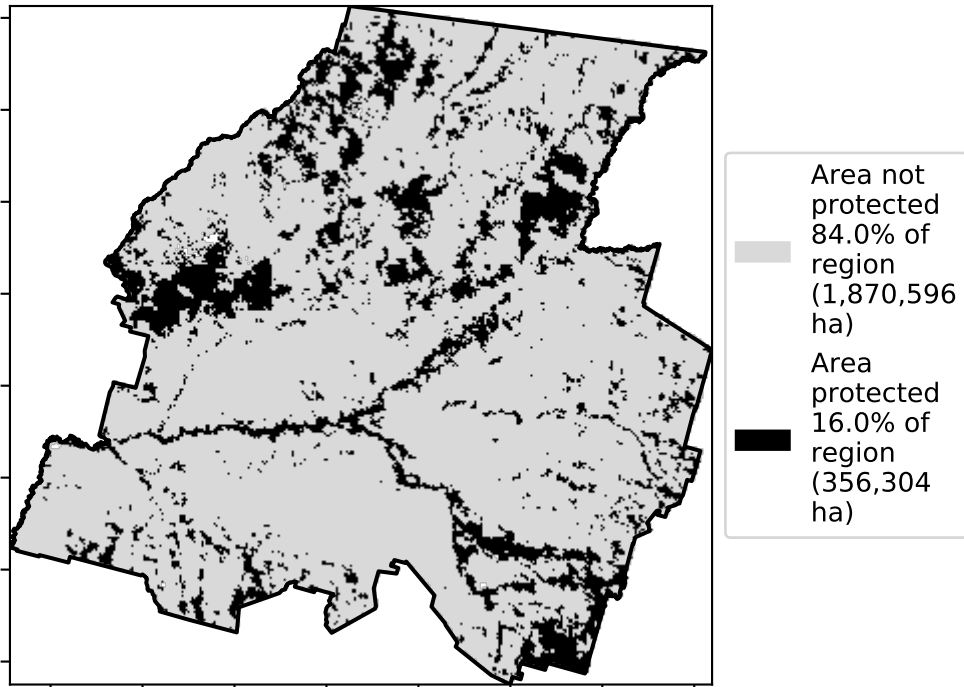 Area not
protected
84.0% of
region
(1,870,596
ha)
Area
protected
16.0% of
region
(356,304
ha)